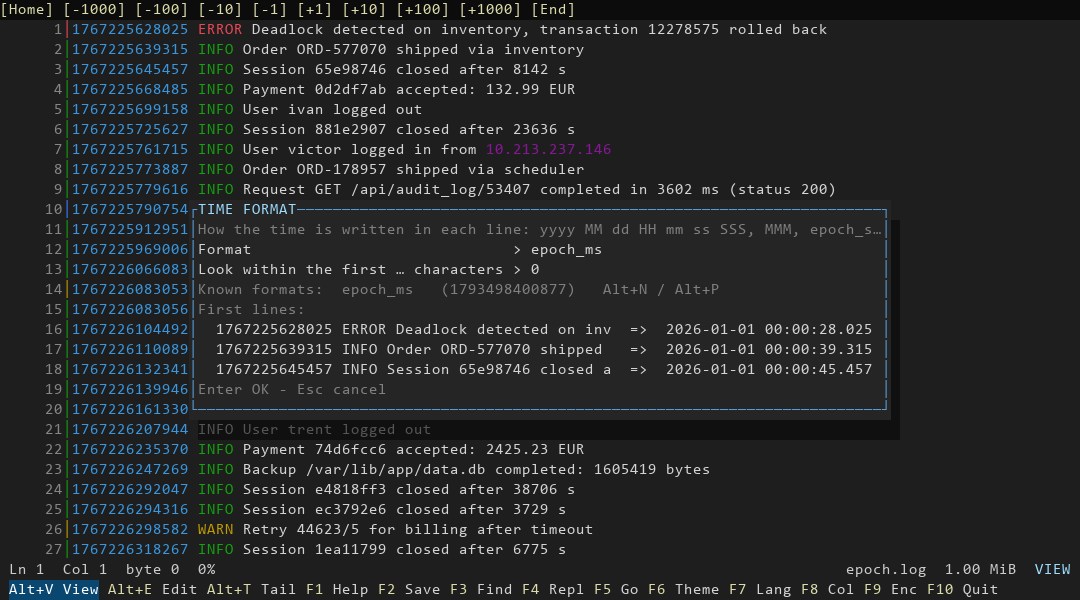 [Home] [-1000] [-100] [-10] [-1] [+1] [+10] [+100] [+1000] [End]
1|1767225628025 ERROR Deadlock detected on inventory, transaction 12278575 rolled back
2|1767225639315 INFO Order ORD-577070 shipped via inventory
3|1767225645457 INFO Session 65e98746 closed after 8142 s
4|1767225668485 INFO Payment 0d2df7ab accepted: 132.99 EUR
5|1767225699158 INFO User ivan logged out
6|1767225725627 INFO Session 881e2907 closed after 23636 s
7|1767225761715 INFO User victor logged in from 10.213.237.146
8|1767225773887 INFO Order ORD-178957 shipped via scheduler
9|1767225779616 INFO Request GET /api/audit_log/53407 completed in 3602 ms (status 200)
10|1767225790754 TIME FORMAT
11|1767225912951 How the time is written in each line: yyyy MM dd HH mm ss SSS, MMM, epoch_s…
12|1767225969006 Format > epoch_ms
13|1767226066083 Look within the first … characters > 0
14|1767226083053 Known formats: epoch_ms (1793498400877) Alt+N / Alt+P
15|1767226083056 First lines:
16|1767226104492 1767225628025 ERROR Deadlock detected on inv => 2026-01-01 00:00:28.025
17|1767226110089 1767225639315 INFO Order ORD-577070 shipped => 2026-01-01 00:00:39.315
18|1767226132341 1767225645457 INFO Session 65e98746 closed a => 2026-01-01 00:00:45.457
19|1767226139946 Enter OK - Esc cancel
20|1767226161330
21|1767226207944 INFO User trent logged out
22|1767226235370 INFO Payment 74d6fcc6 accepted: 2425.23 EUR
23|1767226247269 INFO Backup /var/lib/app/data.db completed: 1605419 bytes
24|1767226292047 INFO Session e4818ff3 closed after 38706 s
25|1767226294316 INFO Session ec3792e6 closed after 3729 s
26|1767226298582 WARN Retry 44623/5 for billing after timeout
27|1767226318267 INFO Session 1ea11799 closed after 6775 s
Ln 1 Col 1 byte 0 0% epoch.log 1.00 MiB VIEW
Alt+V View Alt+E Edit Alt+T Tail F1 Help F2 Save F3 Find F4 Repl F5 Go F6 Theme F7 Lang F8 Col F9 Enc F10 Quit